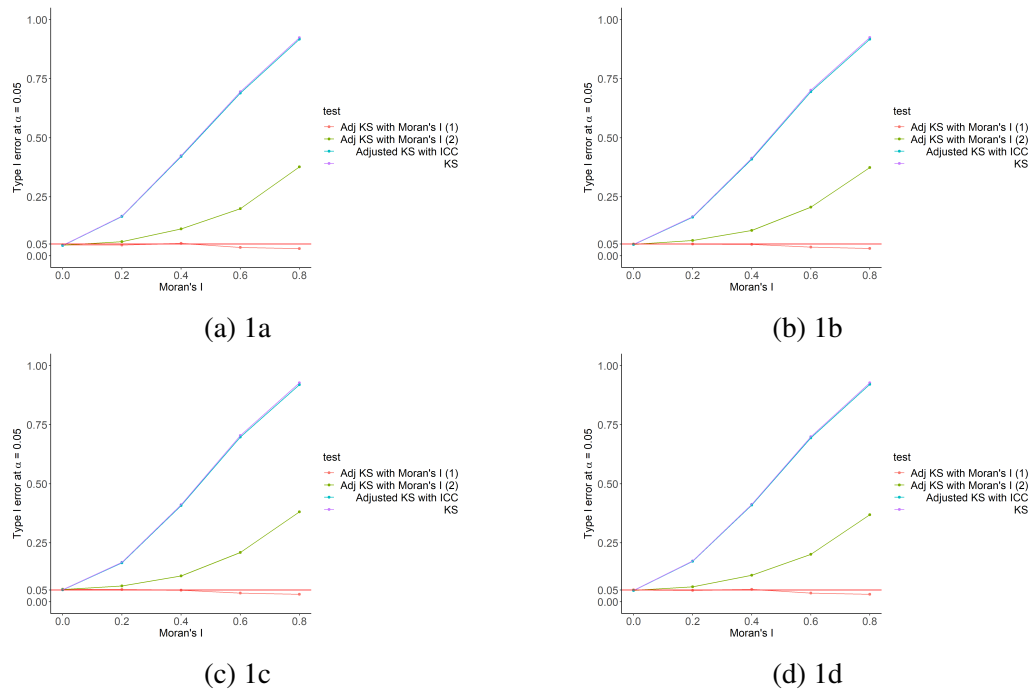 1.00
0.75
0.50
0.25
0.05
0.00
Type I error at α = 0.05
0.0 0.2 0.4 0.6 0.8
Moran's I
test
Adj KS with Moran's I (1)
Adj KS with Moran's I (2)
Adjusted KS with ICC
KS
(a) 1a
1.00
0.75
0.50
0.25
0.05
0.00
Type I error at α = 0.05
0.0 0.2 0.4 0.6 0.8
Moran's I
test
Adj KS with Moran's I (1)
Adj KS with Moran's I (2)
Adjusted KS with ICC
KS
(b) 1b
1.00
0.75
0.50
0.25
0.05
0.00
Type I error at α = 0.05
0.0 0.2 0.4 0.6 0.8
Moran's I
test
Adj KS with Moran's I (1)
Adj KS with Moran's I (2)
Adjusted KS with ICC
KS
(c) 1c
1.00
0.75
0.50
0.25
0.05
0.00
Type I error at α = 0.05
0.0 0.2 0.4 0.6 0.8
Moran's I
test
Adj KS with Moran's I (1)
Adj KS with Moran's I (2)
Adjusted KS with ICC
KS
(d) 1d